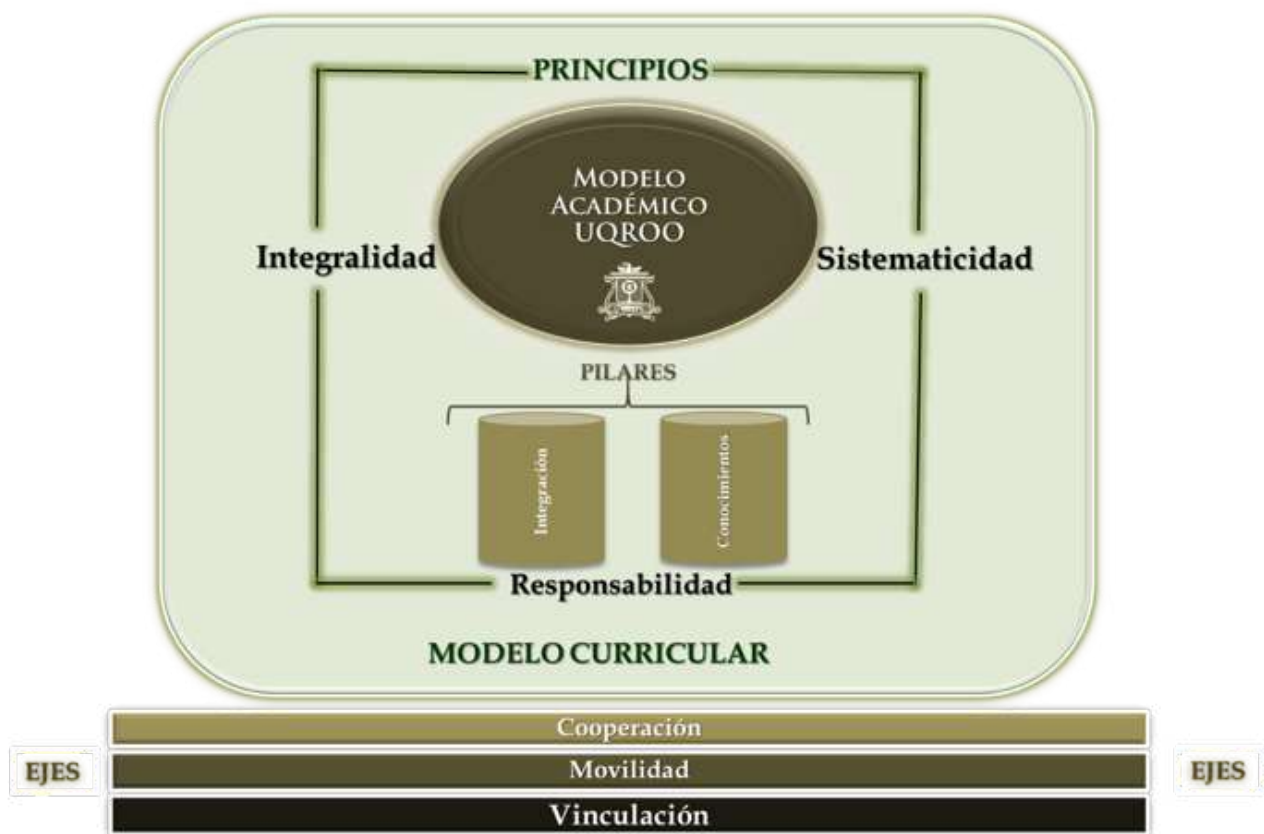 PRINCIPIOS
MODELO
ACADÉMICO
UQROO
Integralidad
Sistematicidad
PILARES
Integración
Conocimientos
Responsabilidad
MODELO CURRICULAR
Cooperación
EJES
Movilidad
EJES
Vinculación